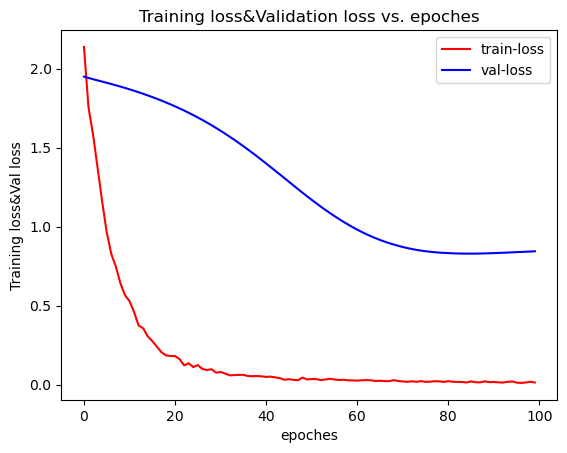 Training loss&Validation loss vs. epoches
train-loss
val-loss
Training loss&Val loss
2.0
1.5
1.0
0.5
0.0
0
20
40
60
80
100
epoches